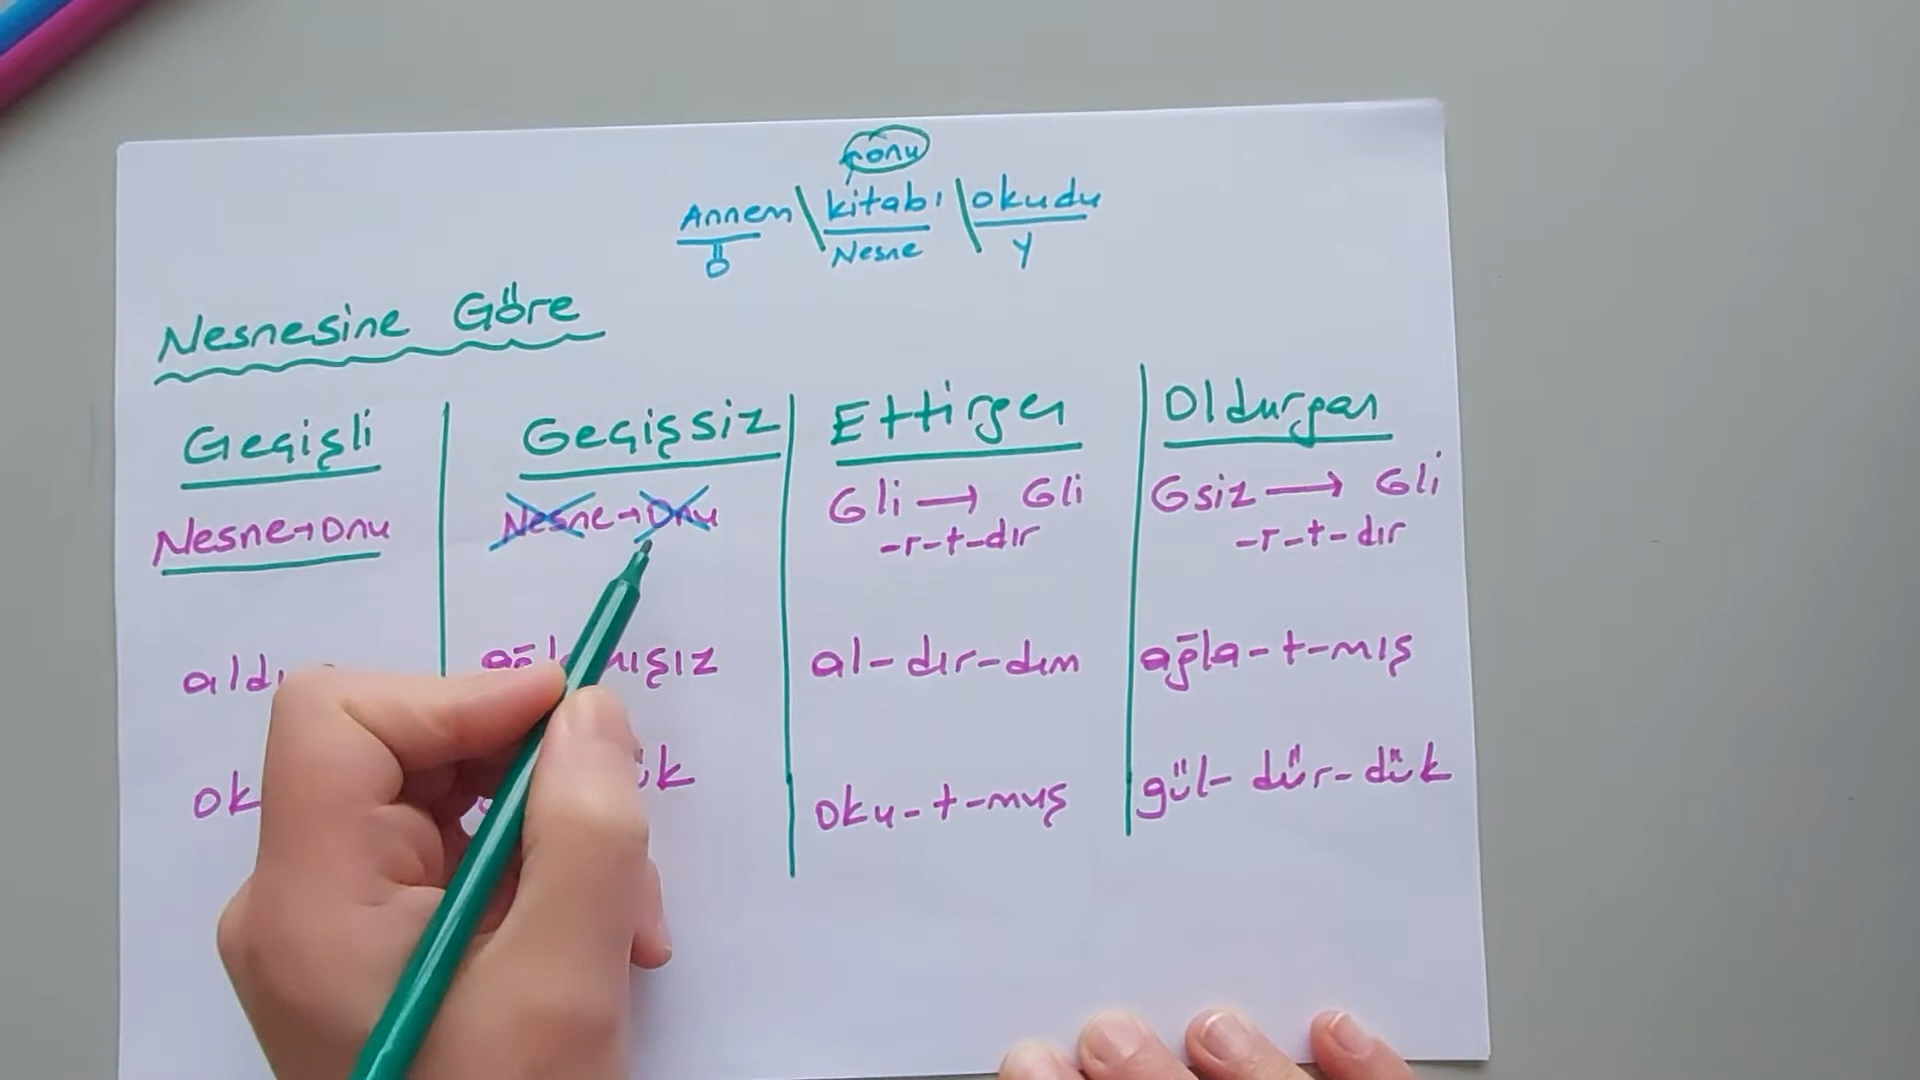 onu
Annem \ kitabı \ okudu
Ö Nesne Y
Nesnesine Göre
Geçişli Geçişsiz Ettirgen Oldurgan
Nesne→Onu Nesne→Onu Gli → Gli Gsiz → Gli
-r-t-dır -r-t-dır
al-dır-dım ağla-t-mış
oku-t-muş gül-dür-dük